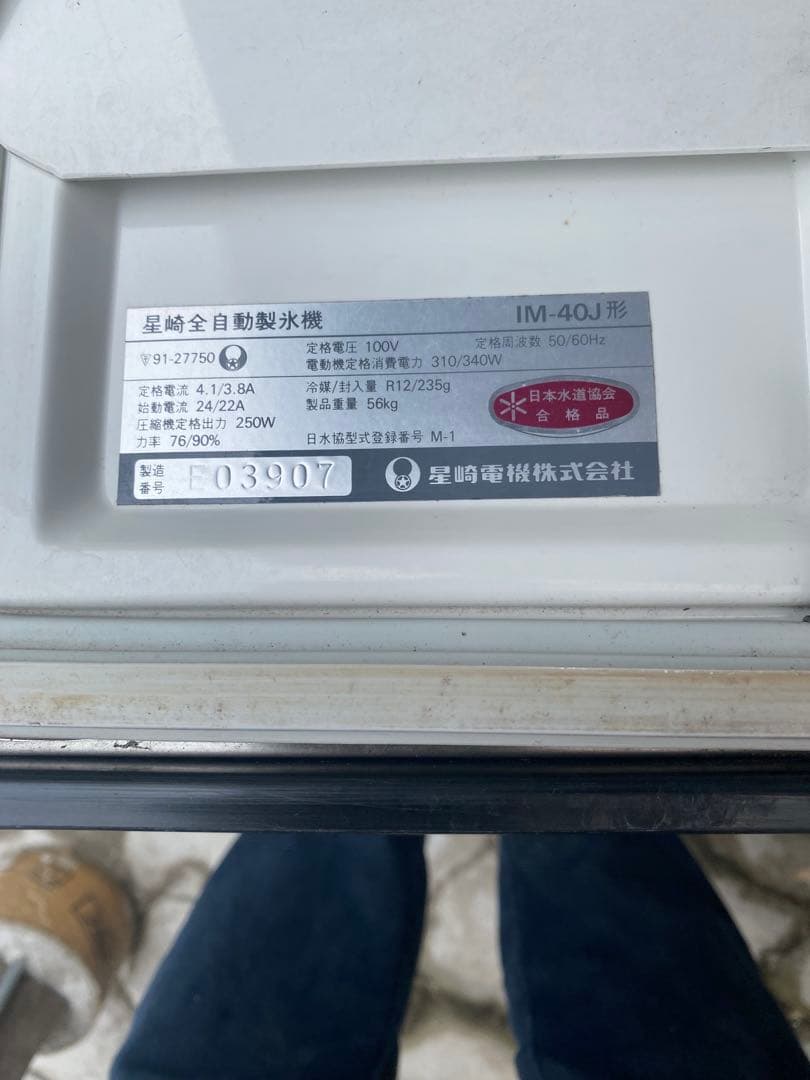 星崎全自動製氷機 IM-40J形
91-27750
定格電圧 100V 定格周波数 50/60Hz
電動機定格消費電力 310/340W
定格電流 4.1/3.8A
始動電流 24/22A
圧縮機定格出力 250W
力率 76/90%
冷媒/封入量 R12/235g
製品重量 56kg
日水協型式登録番号 M-1
日本水道協会
合格品
製造
番号
E03907
星崎電機株式会社